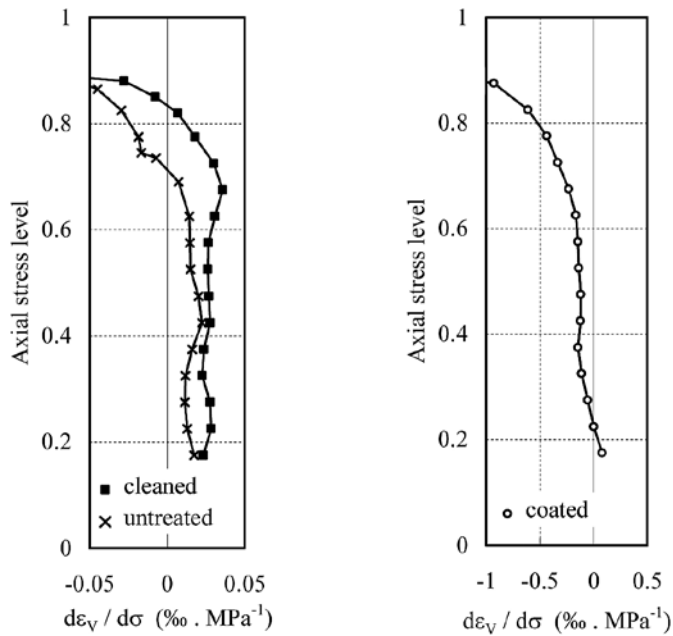 1
0.8
0.6
0.4
0.2
0
Axial stress level
cleaned
untreated
-0.05 0 0.05
dεV / dσ (‰ . MPa⁻¹)
1
0.8
0.6
0.4
0.2
0
Axial stress level
coated
-1 -0.5 0 0.5
dεV / dσ (‰ . MPa⁻¹)